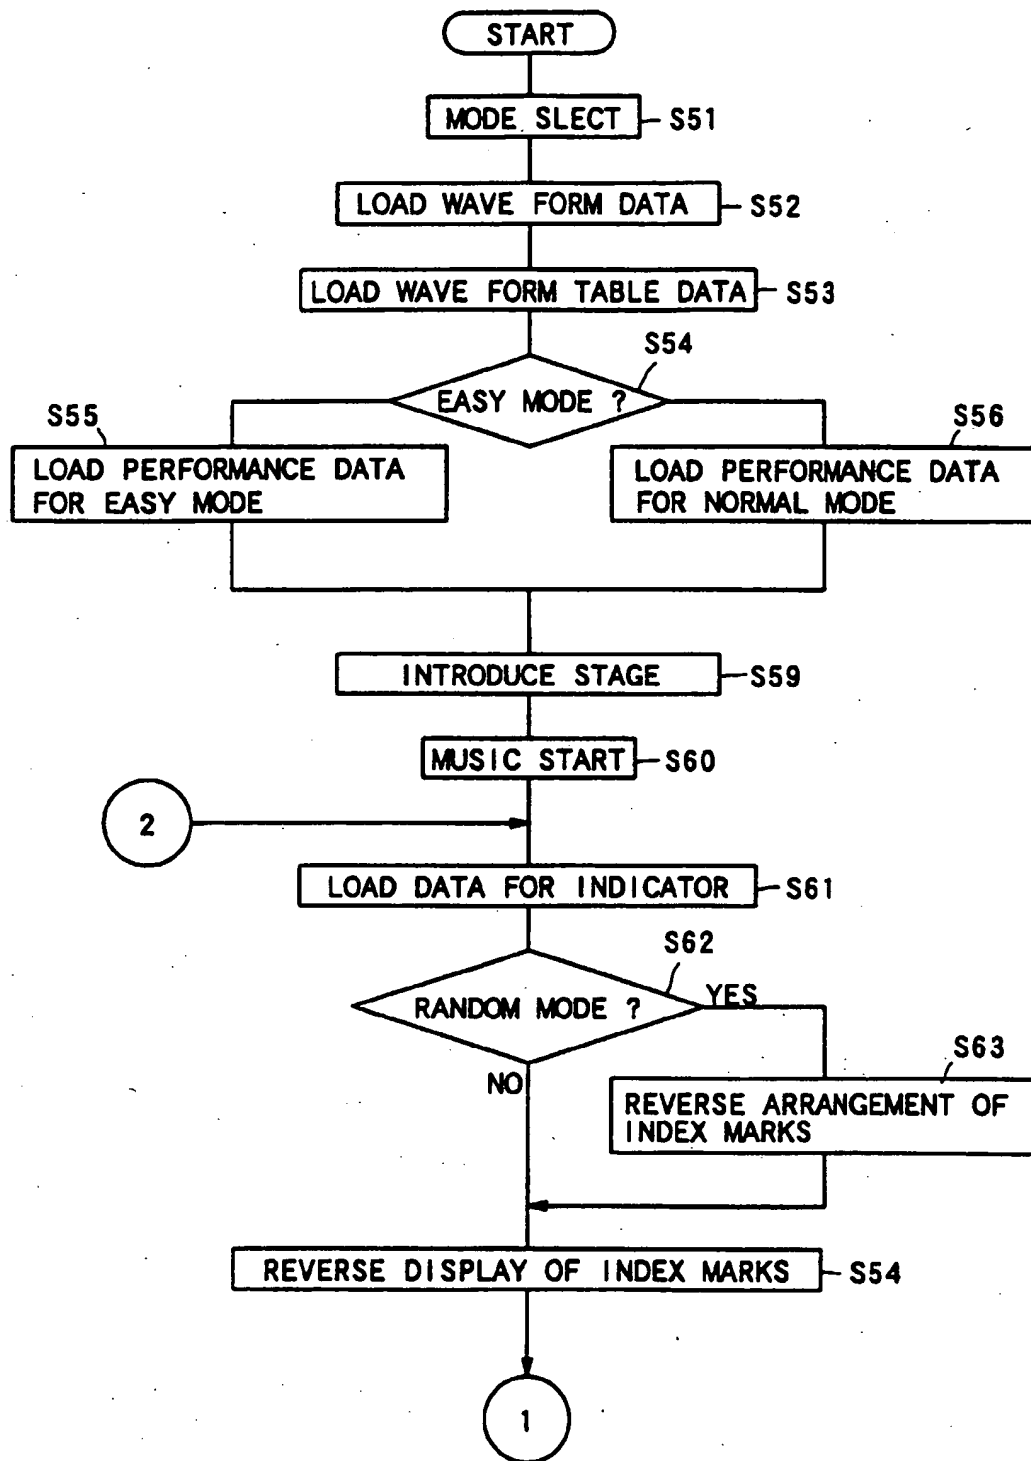 START
MODE SLECT
S51
LOAD WAVE FORM DATA
S52
LOAD WAVE FORM TABLE DATA
S53
S54
EASY MODE ?
S55
LOAD PERFORMANCE DATA
FOR EASY MODE
S56
LOAD PERFORMANCE DATA
FOR NORMAL MODE
INTRODUCE STAGE
S59
MUSIC START
S60
2
LOAD DATA FOR INDICATOR
S61
S62
RANDOM MODE ?
YES
NO
S63
REVERSE ARRANGEMENT OF
INDEX MARKS
REVERSE DISPLAY OF INDEX MARKS
S54
1